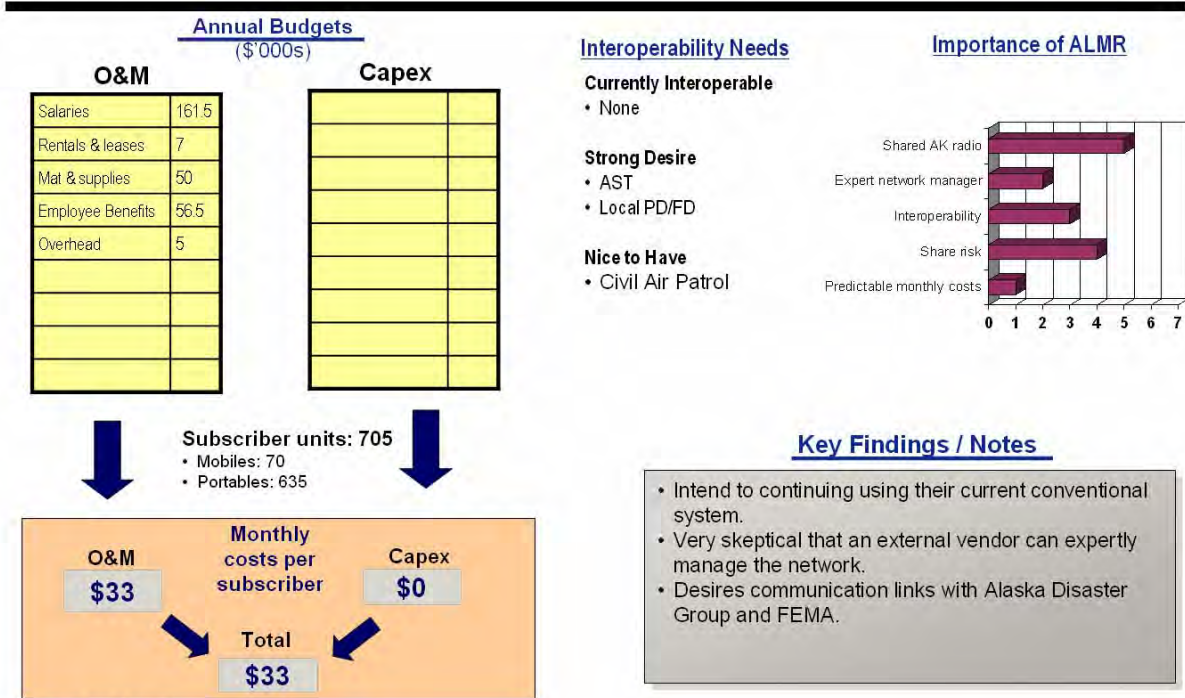 Annual Budgets
($'000s)
O&M
Salaries 161.5
Rentals & leases 7
Mat & supplies 50
Employee Benefits 56.5
Overhead 5
Capex
Subscriber units: 705
• Mobiles: 70
• Portables: 635
Monthly
costs per
subscriber
O&M
$33
Capex
$0
Total
$33
Interoperability Needs
Currently Interoperable
• None
Strong Desire
• AST
• Local PD/FD
Nice to Have
• Civil Air Patrol
Importance of ALMR
Shared AK radio
Expert network manager
Interoperability
Share risk
Predictable monthly costs
0 1 2 3 4 5 6 7
Key Findings / Notes
• Intend to continuing using their current conventional
system.
• Very skeptical that an external vendor can expertly
manage the network.
• Desires communication links with Alaska Disaster
Group and FEMA.